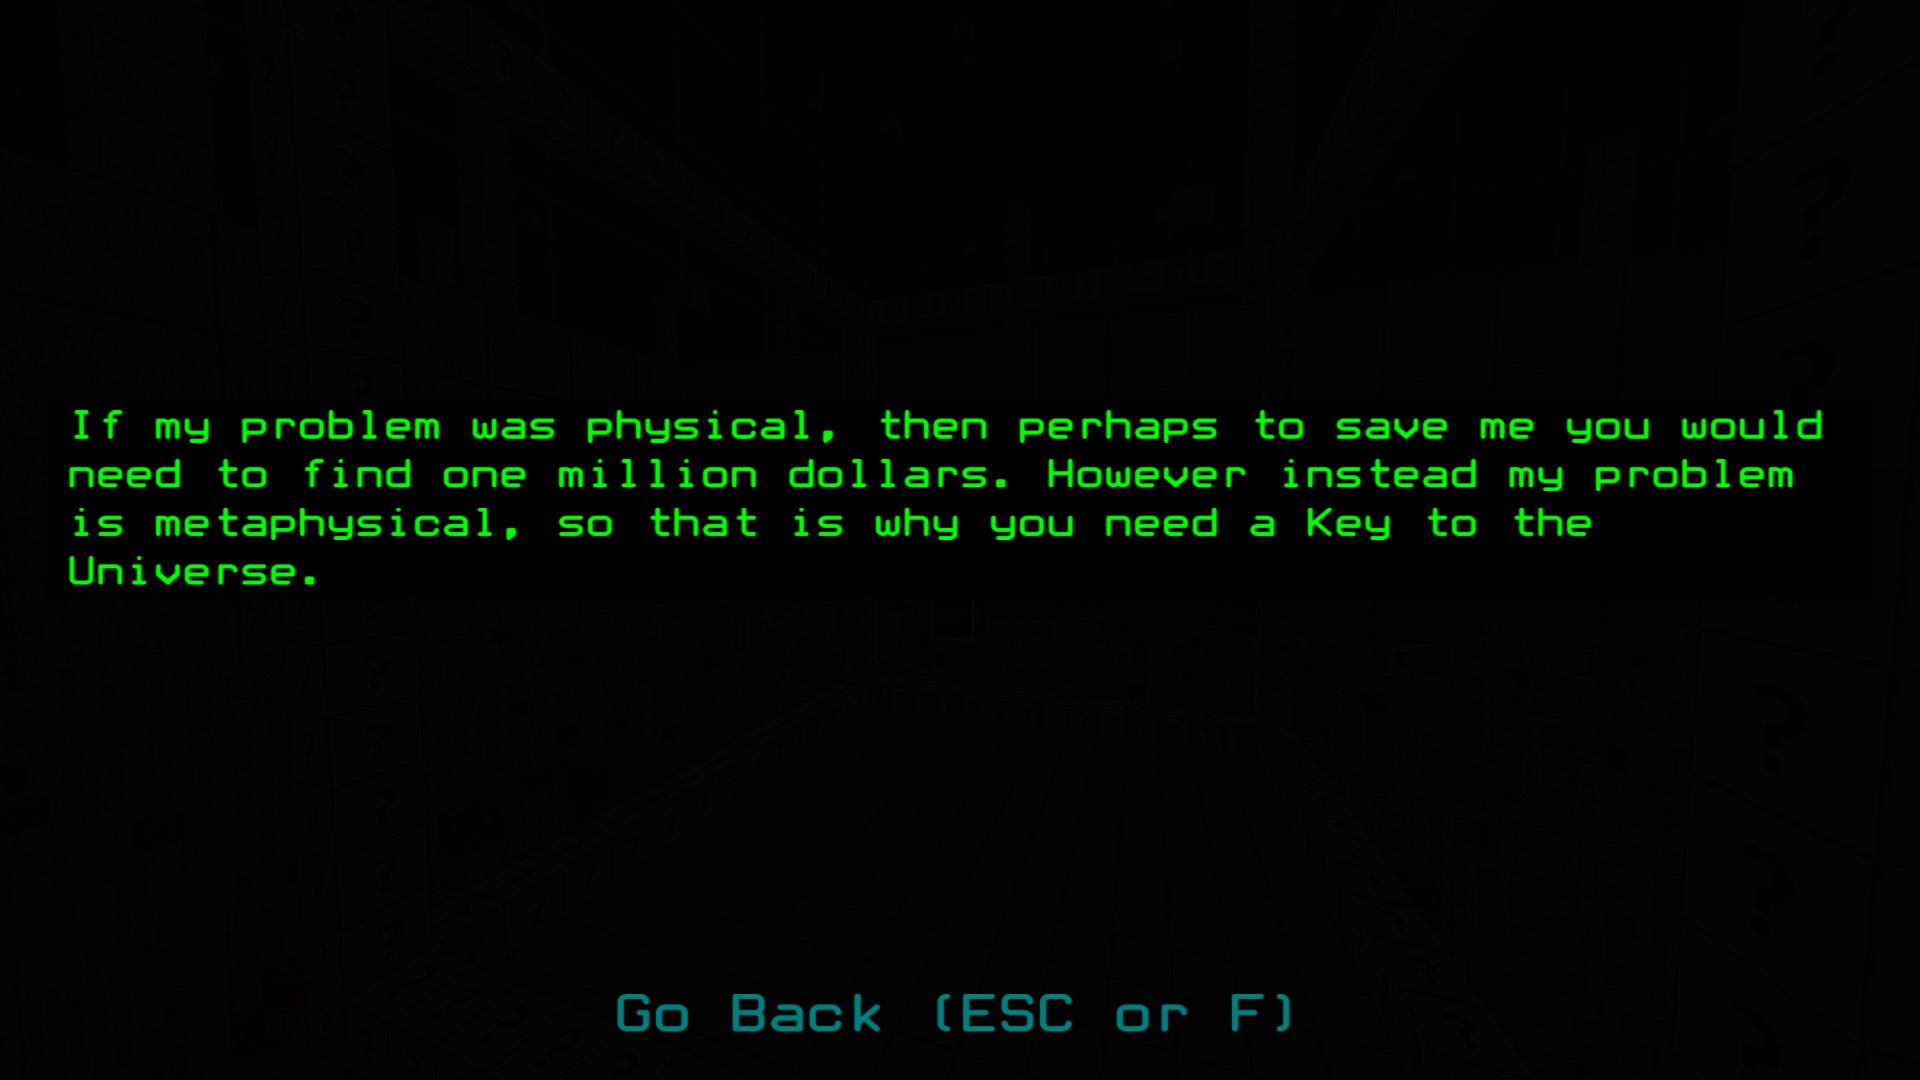 If my problem was physical, then perhaps to save me you would
need to find one million dollars. However instead my problem
is metaphysical, so that is why you need a Key to the
Universe.
Go Back (ESC or F)